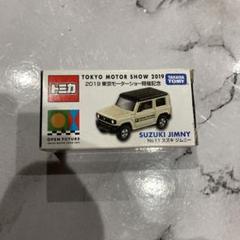 トミカ
TOKYO MOTOR SHOW 2019
2019 東京モーターショー開催記念
TAKARA TOMY
OPEN FUTURE
SUZUKI JIMNY
No.11 スズキ ジムニー